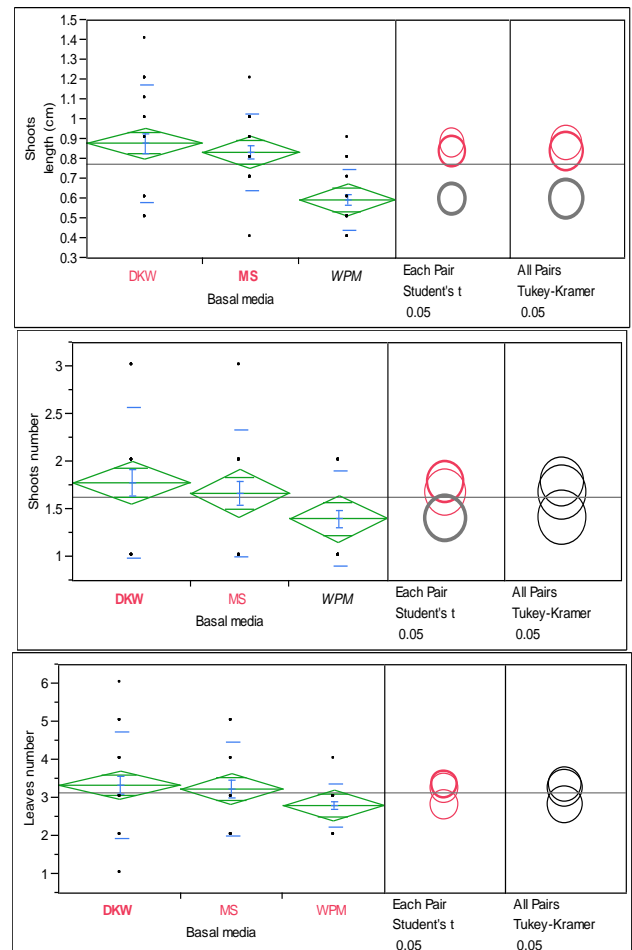 1.5
1.4
1.3
1.2
1.1
1
0.9
0.8
0.7
0.6
0.5
0.4
0.3
Shoots
length (cm)
DKW MS WPM
Basal media
Each Pair
Student's t
0.05
All Pairs
Tukey-Kramer
0.05
3
2.5
2
1.5
1
Shoots number
DKW MS WPM
Basal media
Each Pair
Student's t
0.05
All Pairs
Tukey-Kramer
0.05
6
5
4
3
2
1
Leaves number
DKW MS WPM
Basal media
Each Pair
Student's t
0.05
All Pairs
Tukey-Kramer
0.05